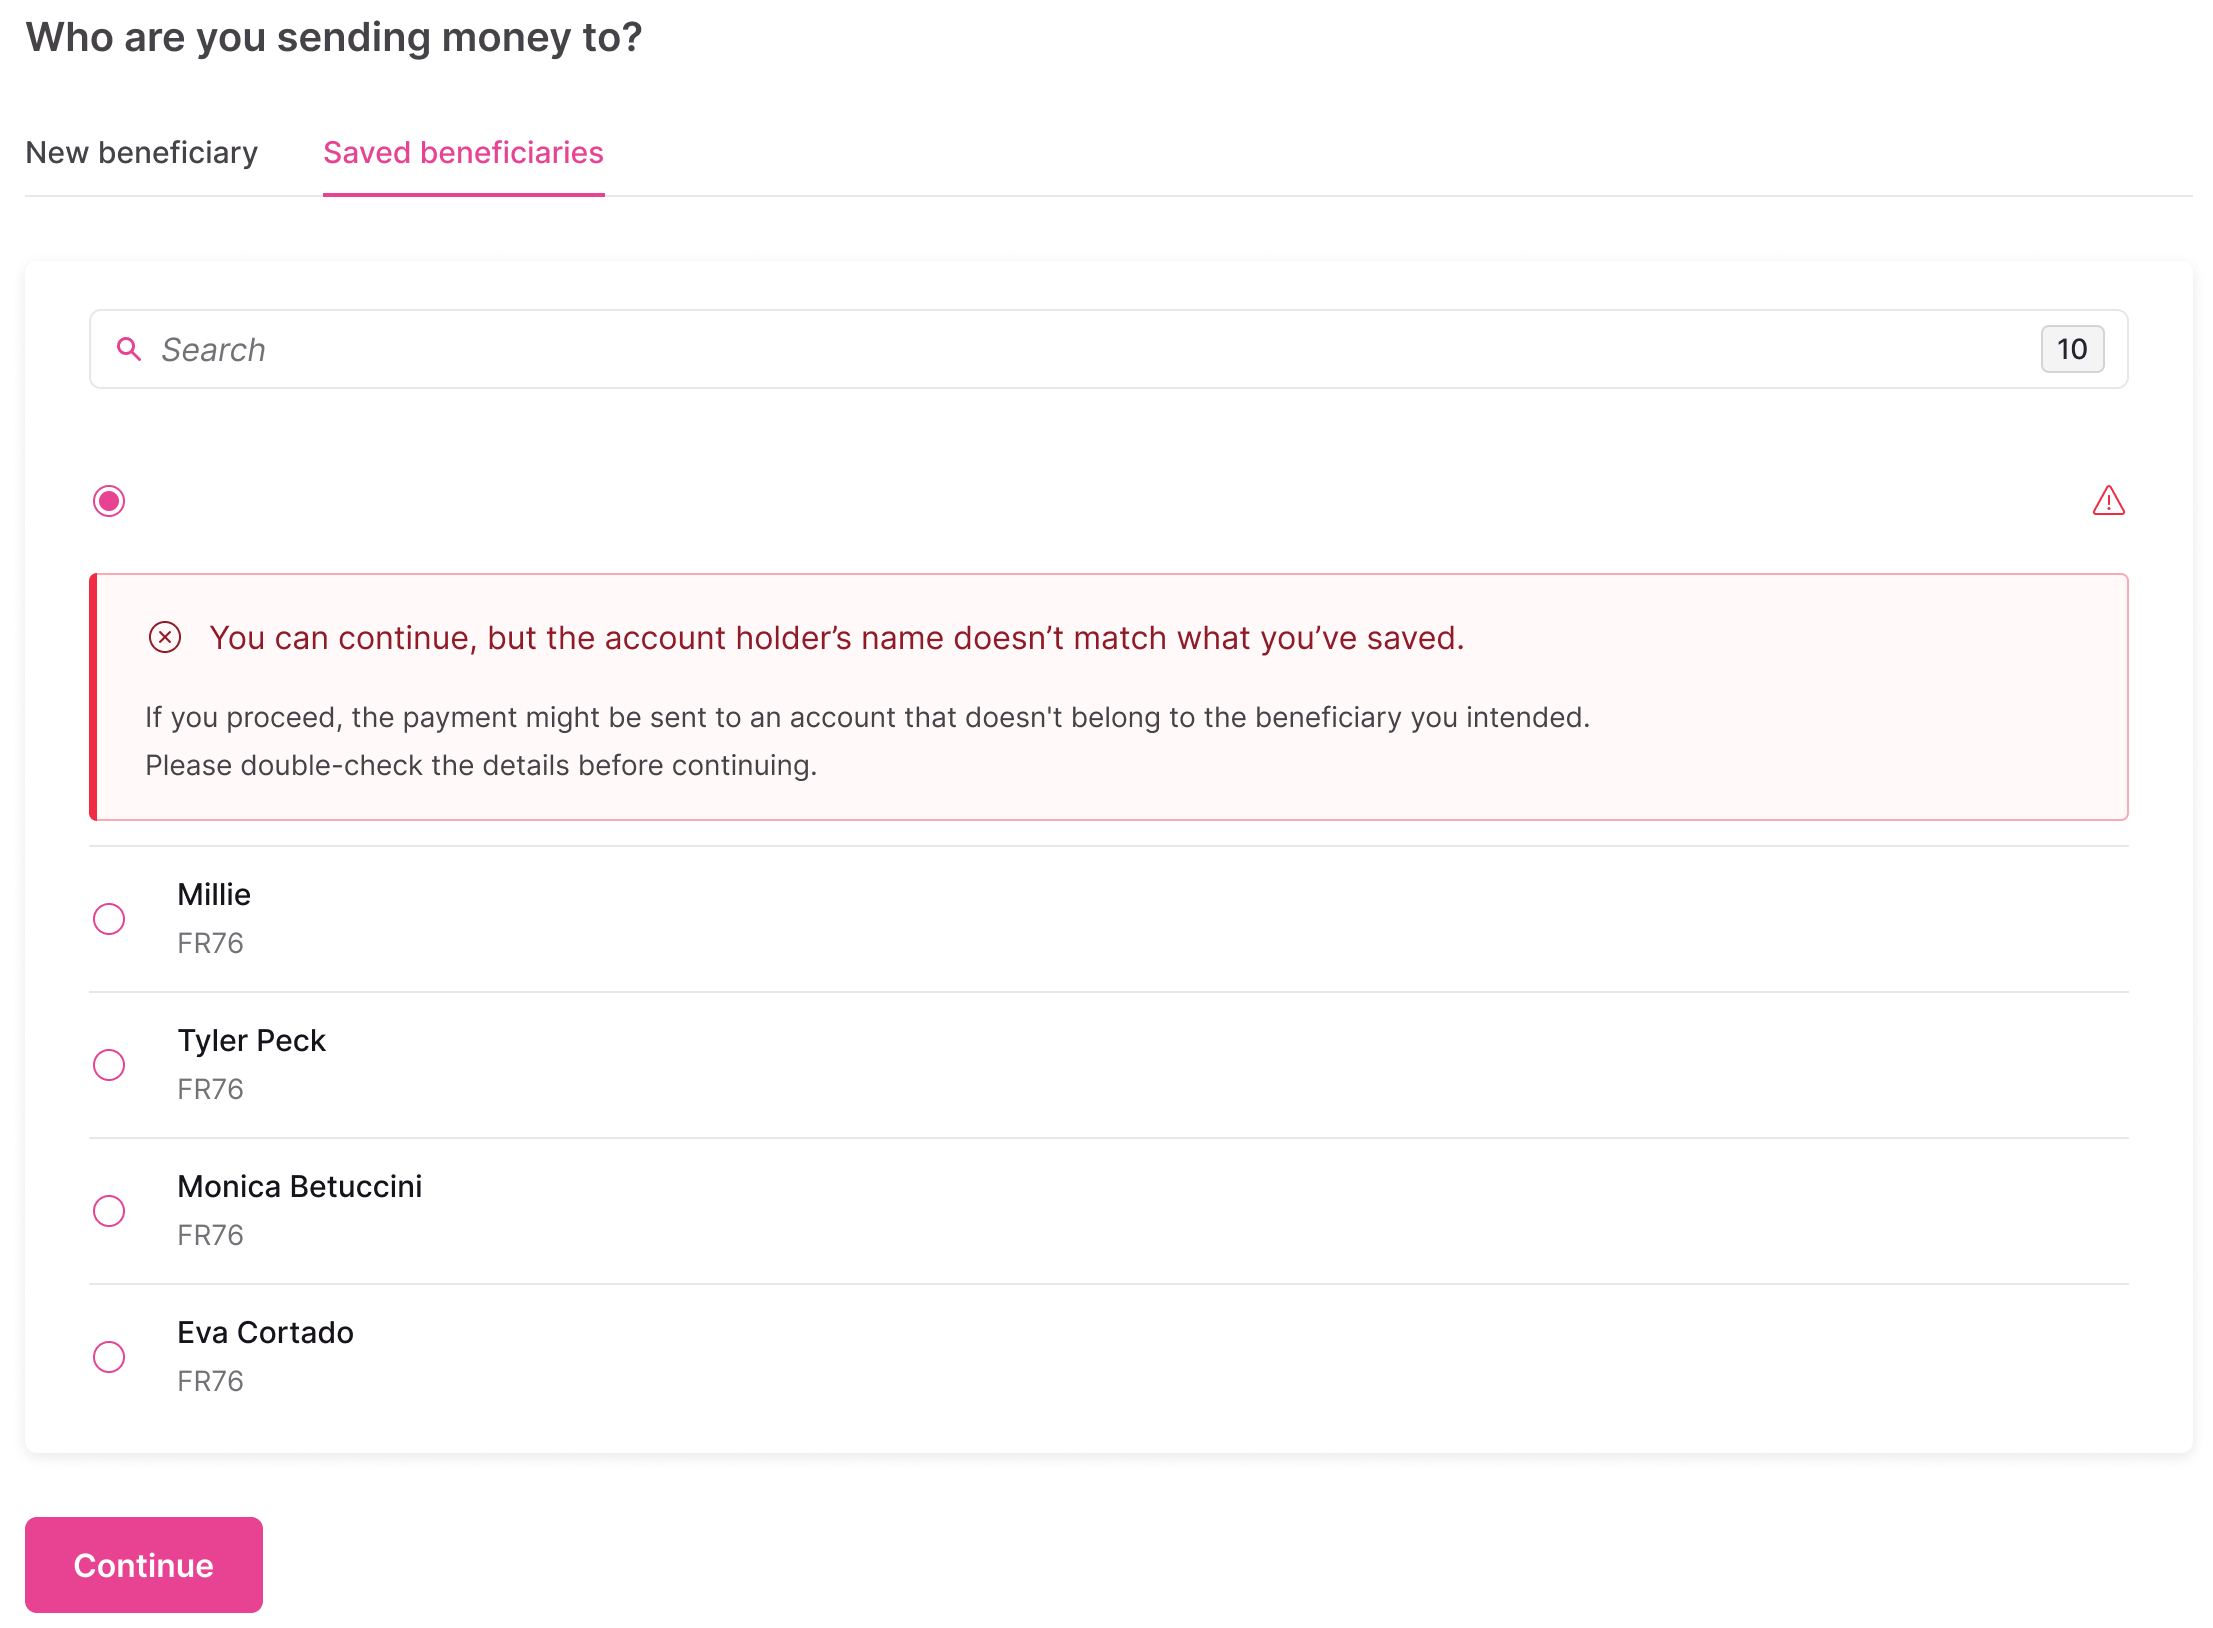 Who are you sending money to?
New beneficiary
Saved beneficiaries
Search
10
You can continue, but the account holder’s name doesn’t match what you’ve saved.
If you proceed, the payment might be sent to an account that doesn't belong to the beneficiary you intended.
Please double-check the details before continuing.
Millie
FR76
Tyler Peck
FR76
Monica Betuccini
FR76
Eva Cortado
FR76
Continue